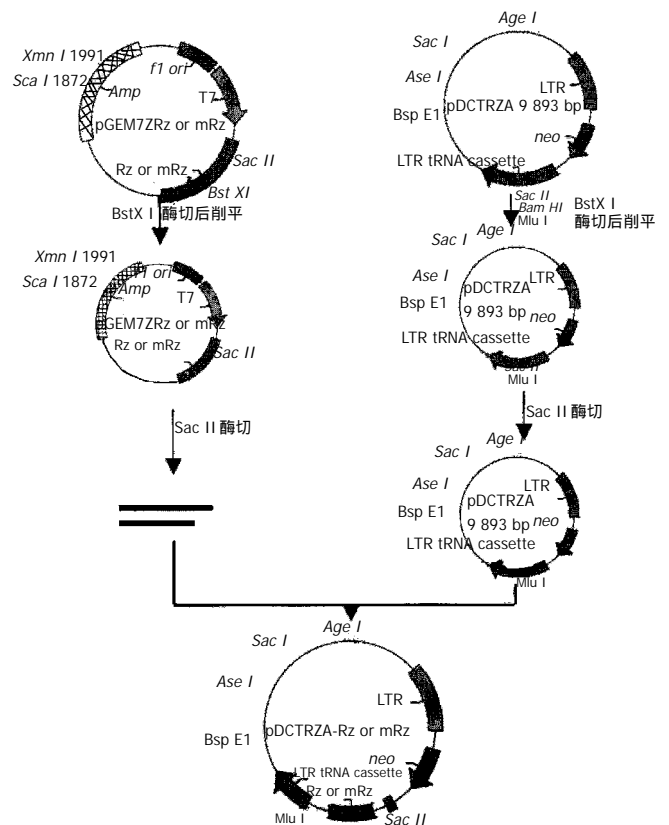 Xmn I 1991
Sca I 1872
Amp
f1 ori
T7
pGEM7ZRz or mRz
Rz or mRz
Sac II
Bst XI
BstX I 酶切后削平
Xmn I 1991
Sca I 1872
Amp
f1 ori
T7
GEM7ZRz or mRz
Rz or mRz
Sac II
Sac II 酶切
Age I
Sac I
Ase I
Bsp E1
LTR
pDCTRZA 9 893 bp
neo
LTR tRNA cassette
Sac II
Bam HI
Mlu I
BstX I
酶切后削平
Age I
Sac I
Ase I
Bsp E1
LTR
pDCTRZA
9 893 bp
neo
LTR tRNA cassette
Sac II
Mlu I
Sac II 酶切
Age I
Sac I
Ase I
Bsp E1
LTR
pDCTRZA
9 893 bp
neo
LTR tRNA cassette
Mlu I
Age I
Sac I
Ase I
Bsp E1
LTR
pDCTRZA-Rz or mRz
neo
LTR tRNA cassette
Rz or mRz
Mlu I
Sac II